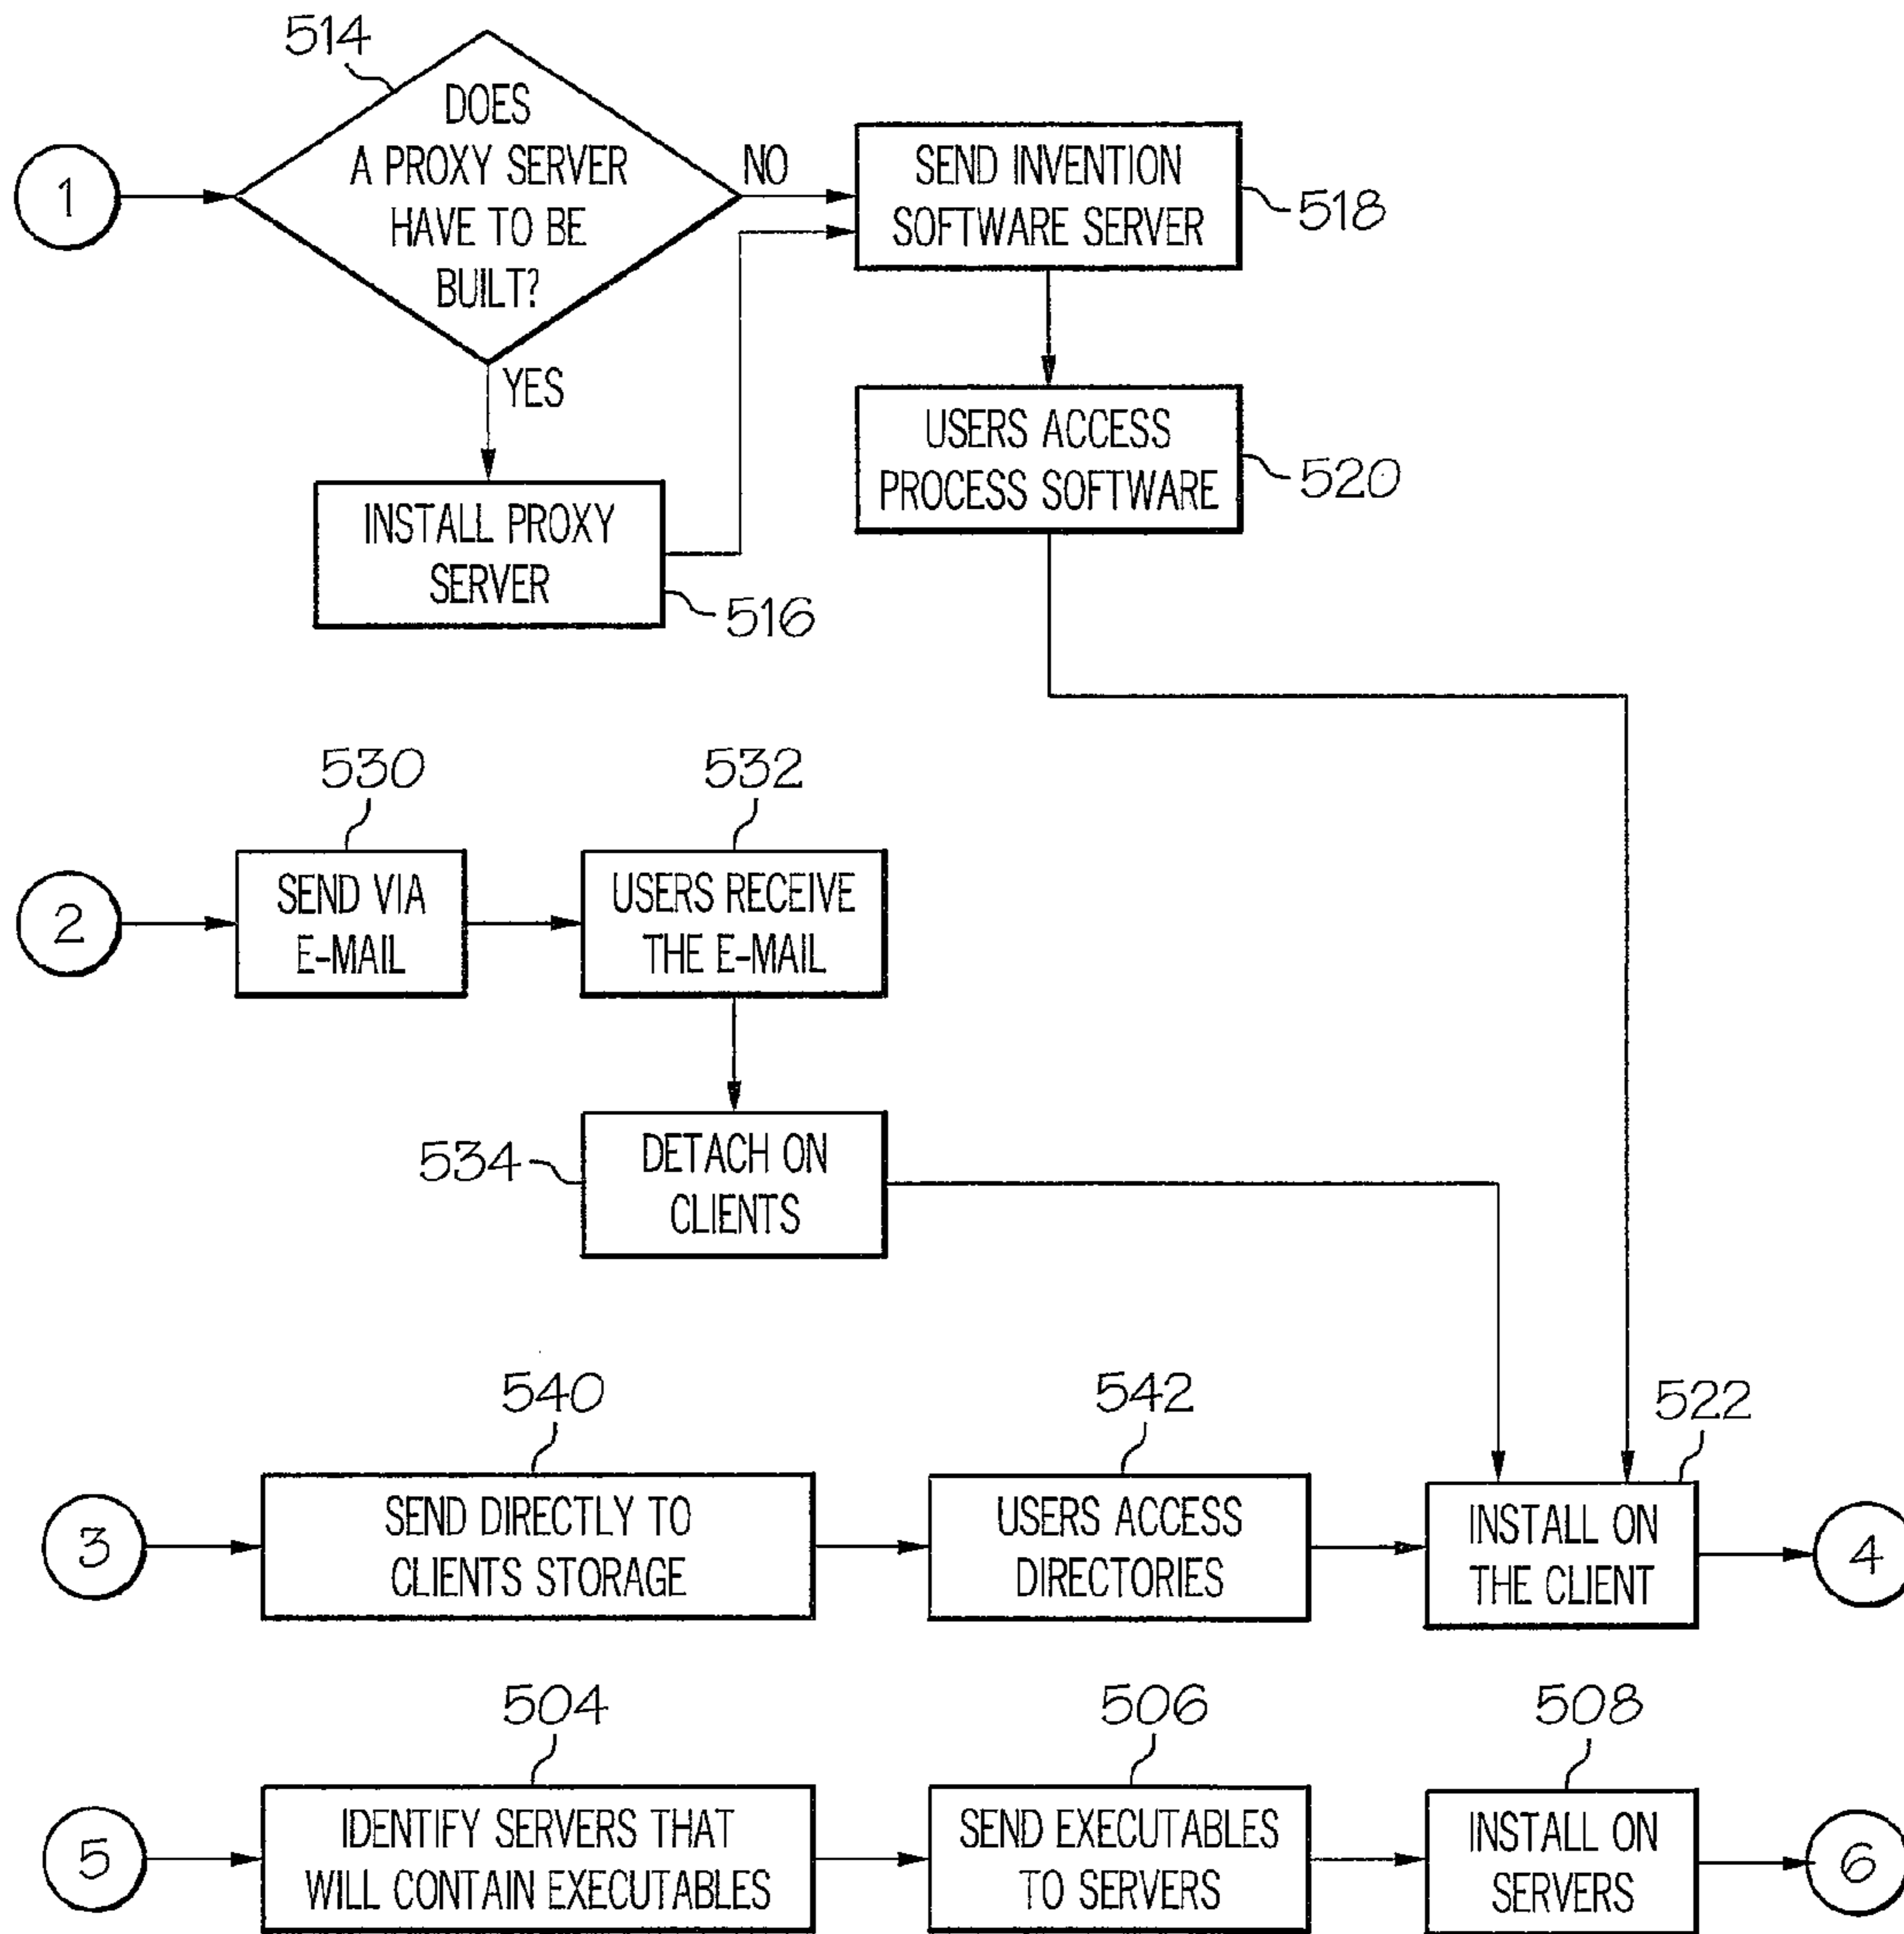 514
DOES
A PROXY SERVER
HAVE TO BE
BUILT?
1
NO
YES
SEND INVENTION
SOFTWARE SERVER
518
USERS ACCESS
PROCESS SOFTWARE
520
INSTALL PROXY
SERVER
516
530
532
2
SEND VIA
E-MAIL
USERS RECEIVE
THE E-MAIL
534
DETACH ON
CLIENTS
540
542
522
3
SEND DIRECTLY TO
CLIENTS STORAGE
USERS ACCESS
DIRECTORIES
INSTALL ON
THE CLIENT
4
504
506
508
5
IDENTIFY SERVERS THAT
WILL CONTAIN EXECUTABLES
SEND EXECUTABLES
TO SERVERS
INSTALL ON
SERVERS
6